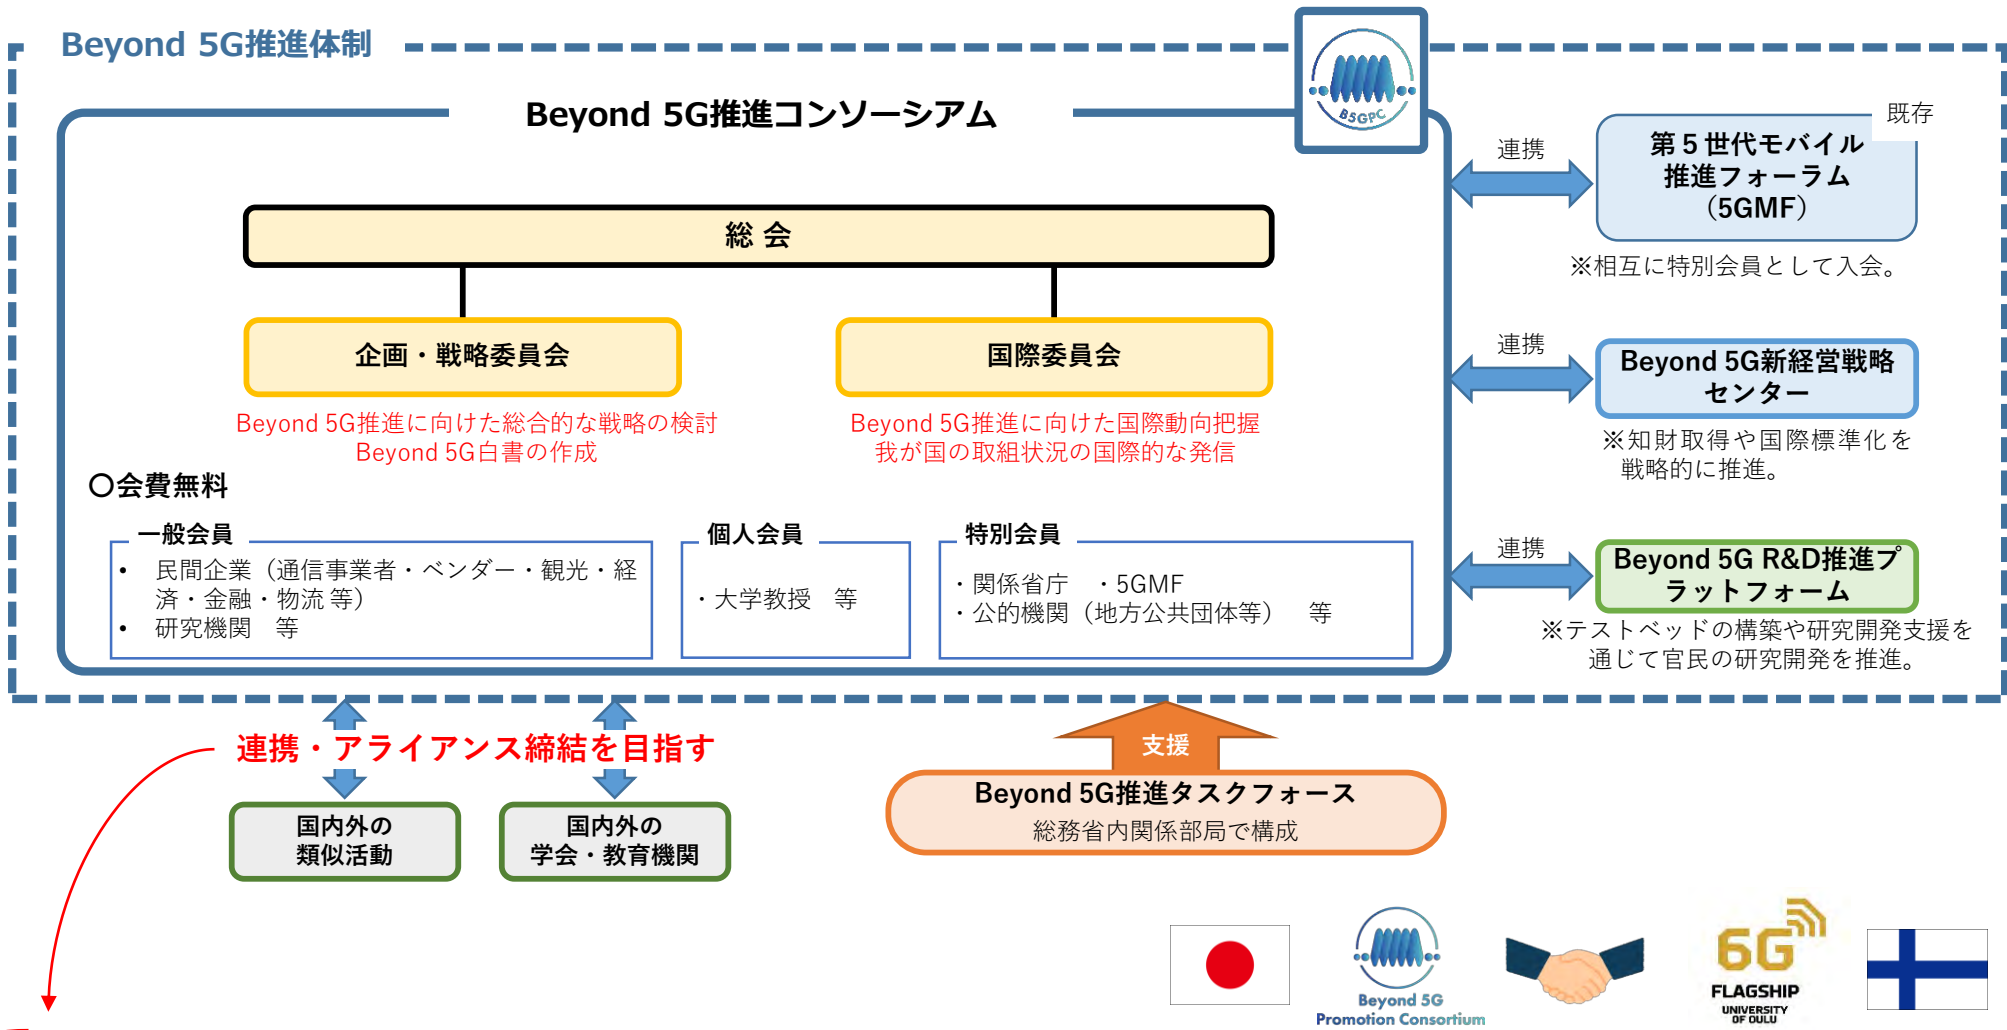 Beyond 5G推進体制
Beyond 5G推進コンソーシアム
B5GPC
総 会
企画・戦略委員会
Beyond 5G推進に向けた総合的な戦略の検討
Beyond 5G白書の作成
国際委員会
Beyond 5G推進に向けた国際動向把握
我が国の取組状況の国際的な発信
〇会費無料
一般会員
• 民間企業（通信事業者・ベンダー・観光・経
済・金融・物流 等）
• 研究機関　等
個人会員
・大学教授　等
特別会員
・関係省庁　・5GMF
・公的機関（地方公共団体等）　等
連携
既存
第５世代モバイル
推進フォーラム
（5GMF）
※相互に特別会員として入会。
連携
Beyond 5G新経営戦略
センター
※知財取得や国際標準化を
戦略的に推進。
連携
Beyond 5G R&D推進プ
ラットフォーム
※テストベッドの構築や研究開発支援を
通じて官民の研究開発を推進。
連携・アライアンス締結を目指す
国内外の
類似活動
国内外の
学会・教育機関
支援
Beyond 5G推進タスクフォース
総務省内関係部局で構成
Beyond 5G
Promotion Consortium
6G
FLAGSHIP
UNIVERSITY
OF OULU